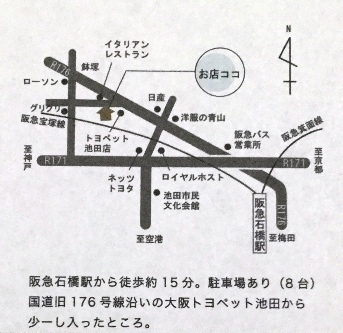 N
イタリアン
レストラン
鉢塚
R176
お店ココ
ローソン
日産
グリグリ
洋服の青山
阪急宝塚線
トヨペット
池田店
阪急バス
営業所
阪急箕面線
至神戸
R171
R171
至京都
ネッツ
トヨタ
ロイヤルホスト
池田市民
文化会館
阪急石橋駅
R176
至空港
至梅田
阪急石橋駅から徒歩約15分。駐車場あり（8台）
国道旧176号線沿いの大阪トヨペット池田から
少ーし入ったところ。